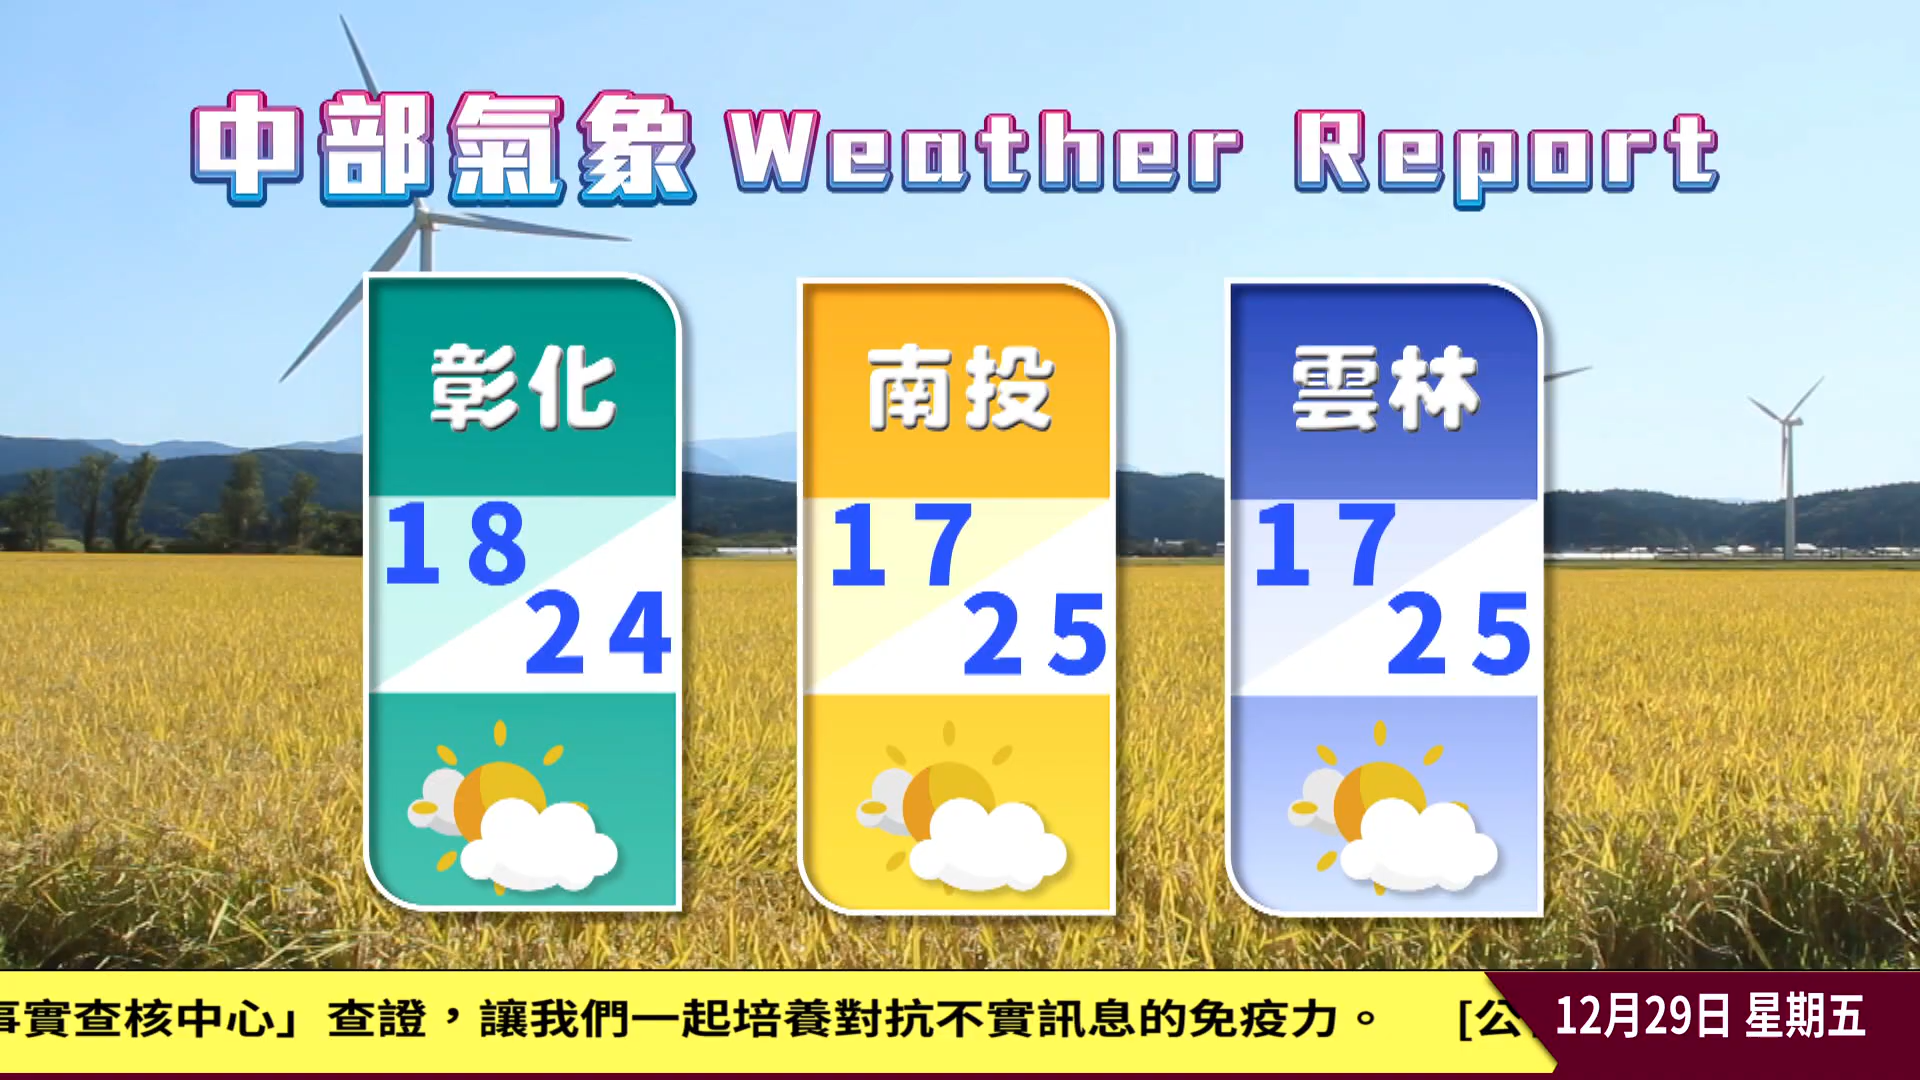 中部氣象 Weather Report
彰化
18
24
南投
17
25
雲林
17
25
事實查核中心」查證，讓我們一起培養對抗不實訊息的免疫力。 [公
12月29日 星期五